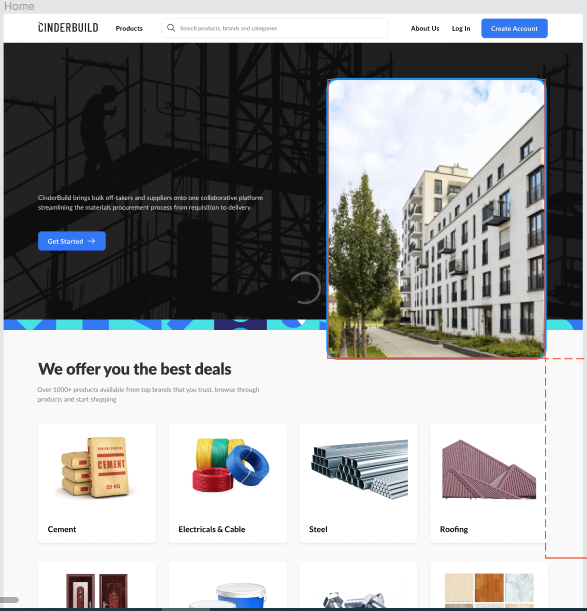 Home
CINDERBUILD
Products
Search products, brands and categories
About Us
Log In
Create Account
CinderBuild brings bulk off-takers and suppliers onto one collaborative platform
streamlining the materials procurement process from requisition to delivery.
Get Started
We offer you the best deals
Over 1000+ products available from top brands that you trust, browse through
products and start shopping
CEMENT
25 KG
Cement
Electricals & Cable
Steel
Roofing